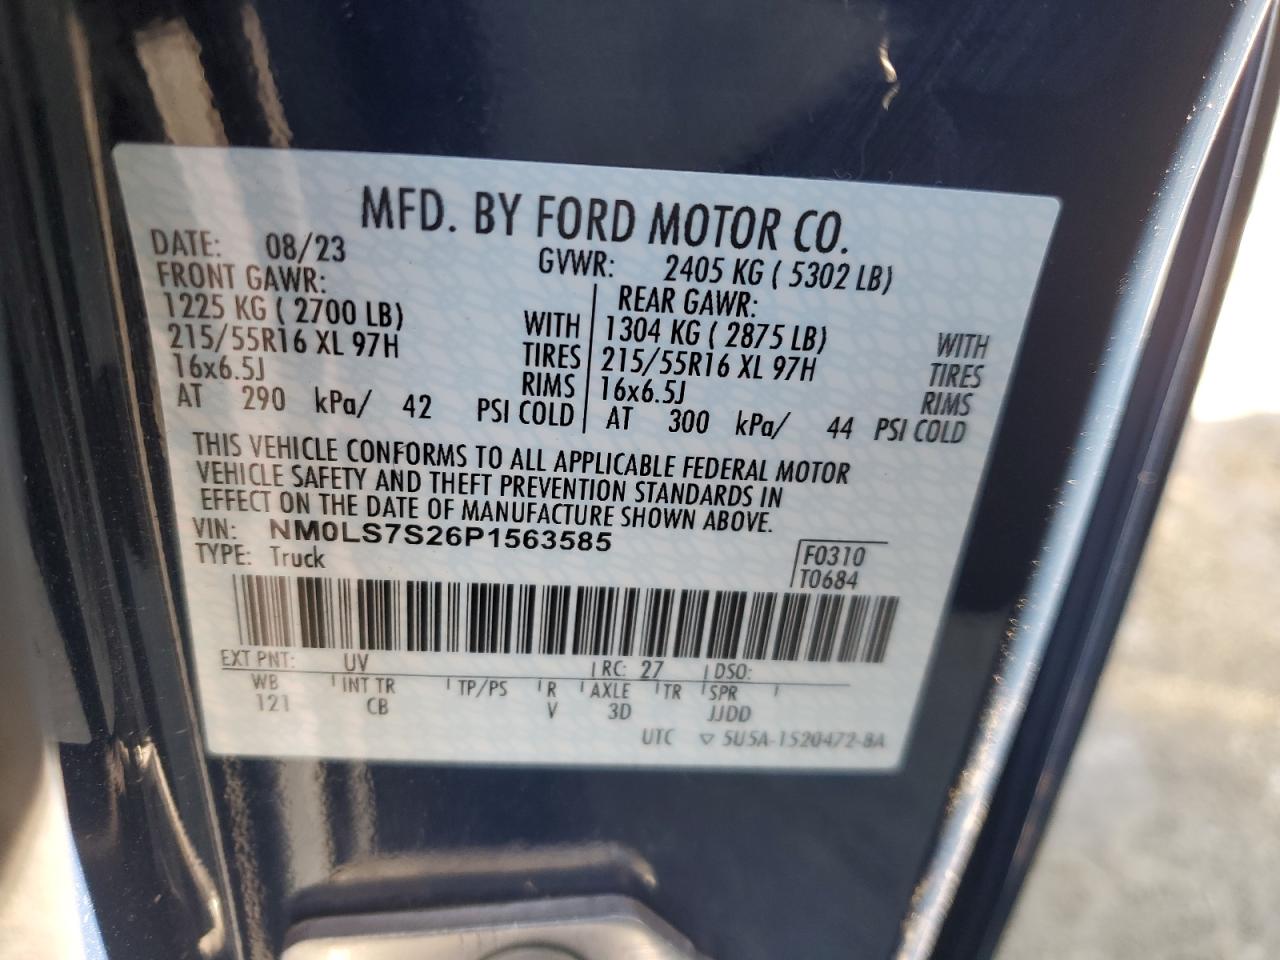 MFD. BY FORD MOTOR CO.
DATE: 08/23 GVWR: 2405 KG ( 5302 LB)
FRONT GAWR: REAR GAWR:
1225 KG ( 2700 LB) WITH 1304 KG ( 2875 LB) WITH
215/55R16 XL 97H TIRES 215/55R16 XL 97H TIRES
16x6.5J RIMS 16x6.5J RIMS
AT 290 kPa/ 42 PSI COLD AT 300 kPa/ 44 PSI COLD
THIS VEHICLE CONFORMS TO ALL APPLICABLE FEDERAL MOTOR
VEHICLE SAFETY AND THEFT PREVENTION STANDARDS IN
EFFECT ON THE DATE OF MANUFACTURE SHOWN ABOVE.
VIN: NM0LS7S26P1563585
TYPE: Truck
F0310
T0684
EXT PNT: UV RC: 27 DSO:
WB INT TR TP/PS R AXLE TR SPR
121 CB V 3D JJDD
UTC ▽ 5U5A-1520472-BA